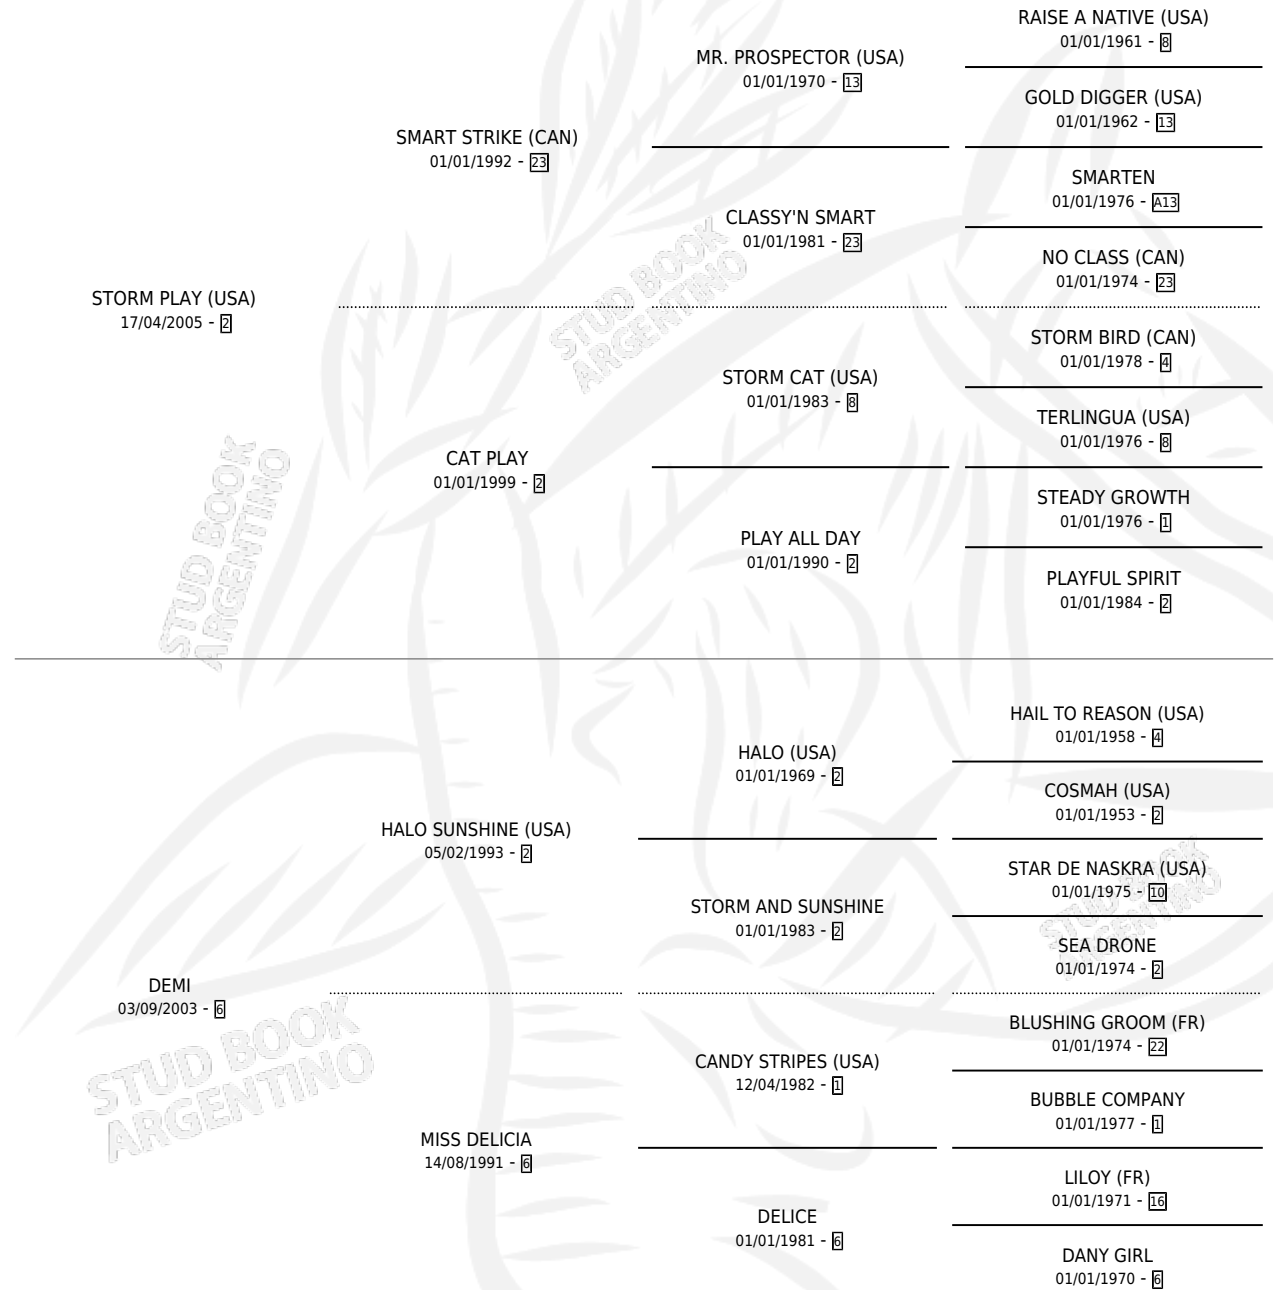 RAISE A NATIVE (USA)
01/01/1961 - 8
MR. PROSPECTOR (USA)
01/01/1970 - 13
GOLD DIGGER (USA)
01/01/1962 - 13
SMART STRIKE (CAN)
01/01/1992 - 23
SMARTEN
01/01/1976 - A13
CLASSY'N SMART
01/01/1981 - 23
NO CLASS (CAN)
01/01/1974 - 23
STORM PLAY (USA)
17/04/2005 - 2
STUD BOOK
ARGENTINO
STORM BIRD (CAN)
01/01/1978 - 4
STORM CAT (USA)
01/01/1983 - 8
TERLINGUA (USA)
01/01/1976 - 8
CAT PLAY
01/01/1999 - 2
STEADY GROWTH
01/01/1976 - 1
PLAY ALL DAY
01/01/1990 - 2
PLAYFUL SPIRIT
01/01/1984 - 2
STUD BOOK
ARGENTINO
HAIL TO REASON (USA)
01/01/1958 - 4
HALO (USA)
01/01/1969 - 2
COSMAH (USA)
01/01/1953 - 2
HALO SUNSHINE (USA)
05/02/1993 - 2
STAR DE NASKRA (USA)
01/01/1975 - 10
STORM AND SUNSHINE
01/01/1983 - 2
STUD BOOK
ARGENTINO
SEA DRONE
01/01/1974 - 2
DEMI
03/09/2003 - 6
BLUSHING GROOM (FR)
01/01/1974 - 22
CANDY STRIPES (USA)
12/04/1982 - 1
STUD BOOK
ARGENTINO
BUBBLE COMPANY
01/01/1977 - 1
MISS DELICIA
14/08/1991 - 6
LILOY (FR)
01/01/1971 - 16
DELICE
01/01/1981 - 6
DANY GIRL
01/01/1970 - 6